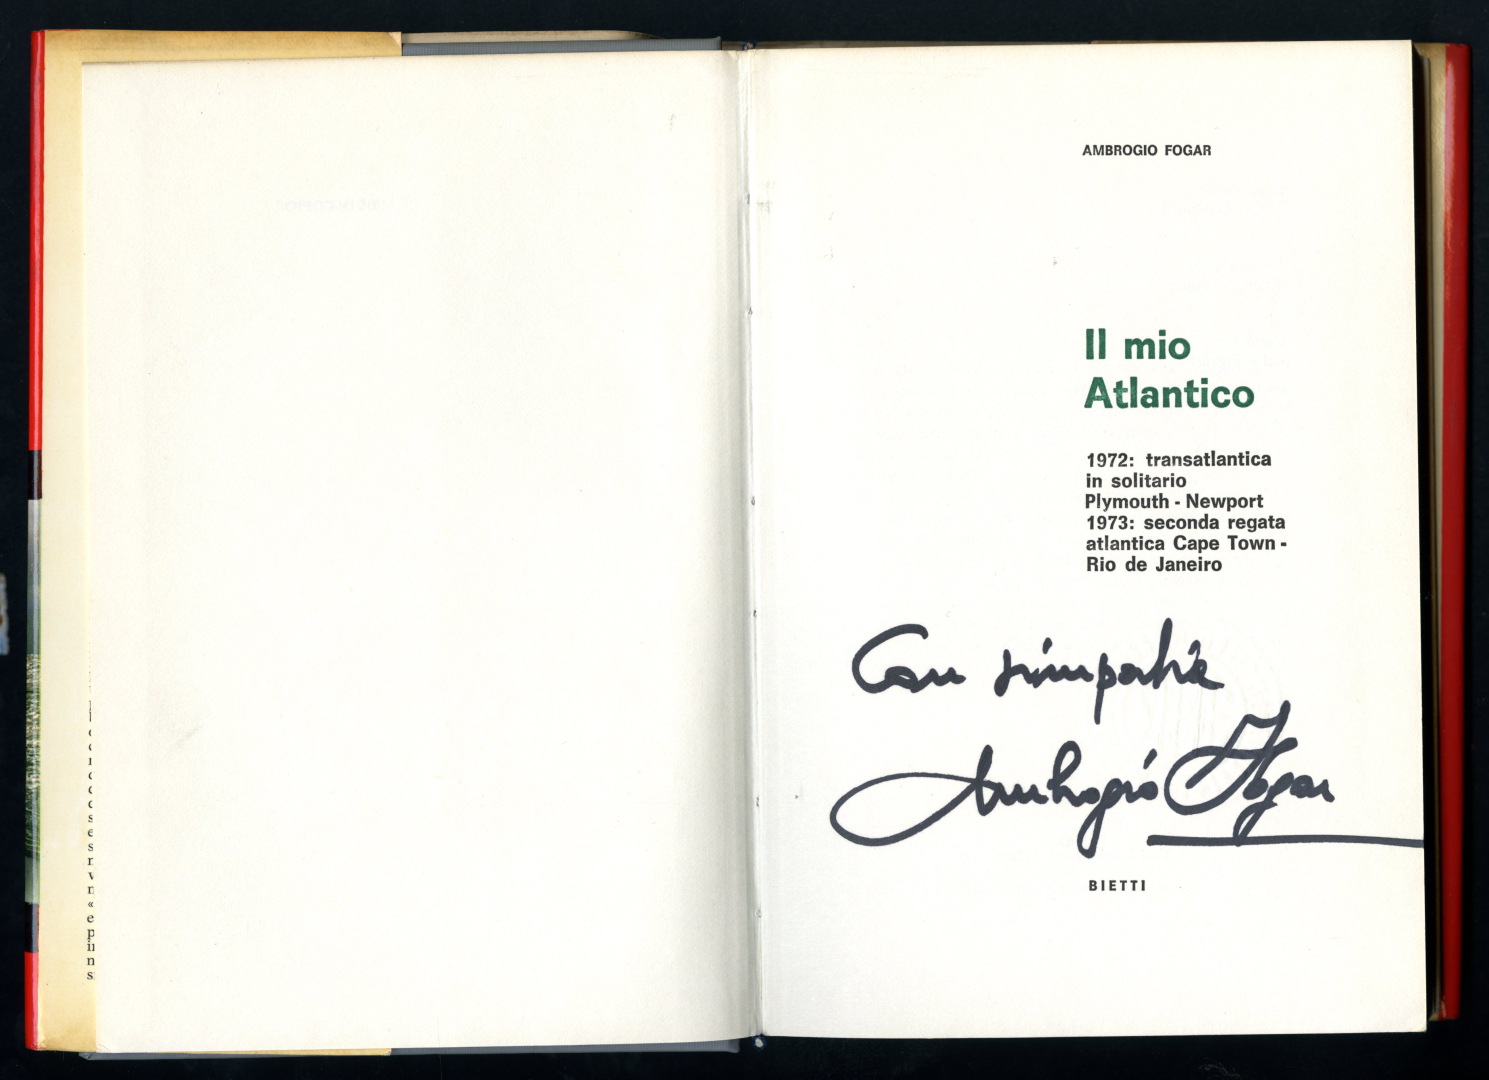 AMBROGIO FOGAR
Il mio
Atlantico
1972: transatlantica
in solitario
Plymouth - Newport
1973: seconda regata
atlantica Cape Town -
Rio de Janeiro
Con simpatia
Ambrogio Fogar
BIETTI